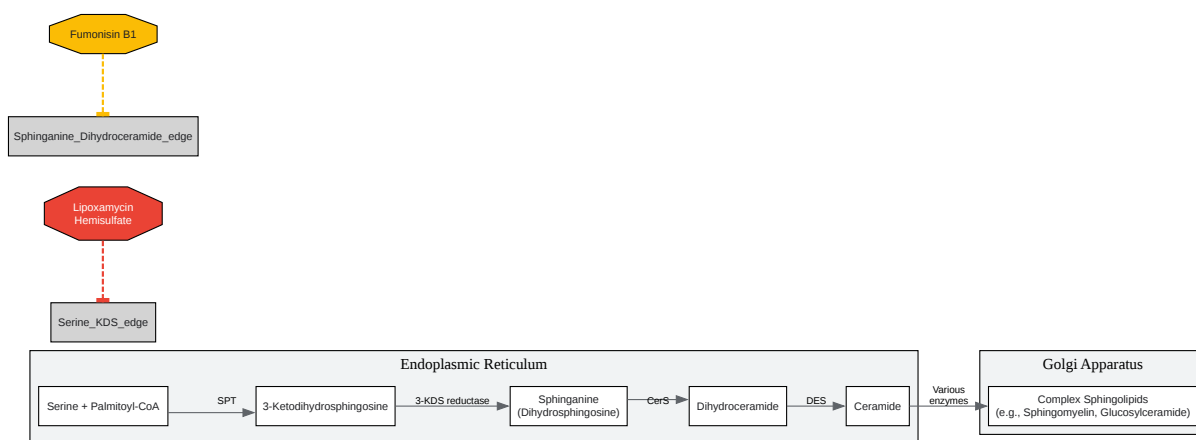 Fumonisin B1
Sphinganine_Dihydroceramide_edge
Lipoxamycin
Hemisulfate
Serine_KDS_edge
Endoplasmic Reticulum
Golgi Apparatus
Serine + Palmitoyl-CoA
SPT
3-Ketodihydrosphingosine
3-KDS reductase
Sphinganine
(Dihydrosphingosine)
CerS
Dihydroceramide
DES
Ceramide
Various
enzymes
Complex Sphingolipids
(e.g., Sphingomyelin, Glucosylceramide)